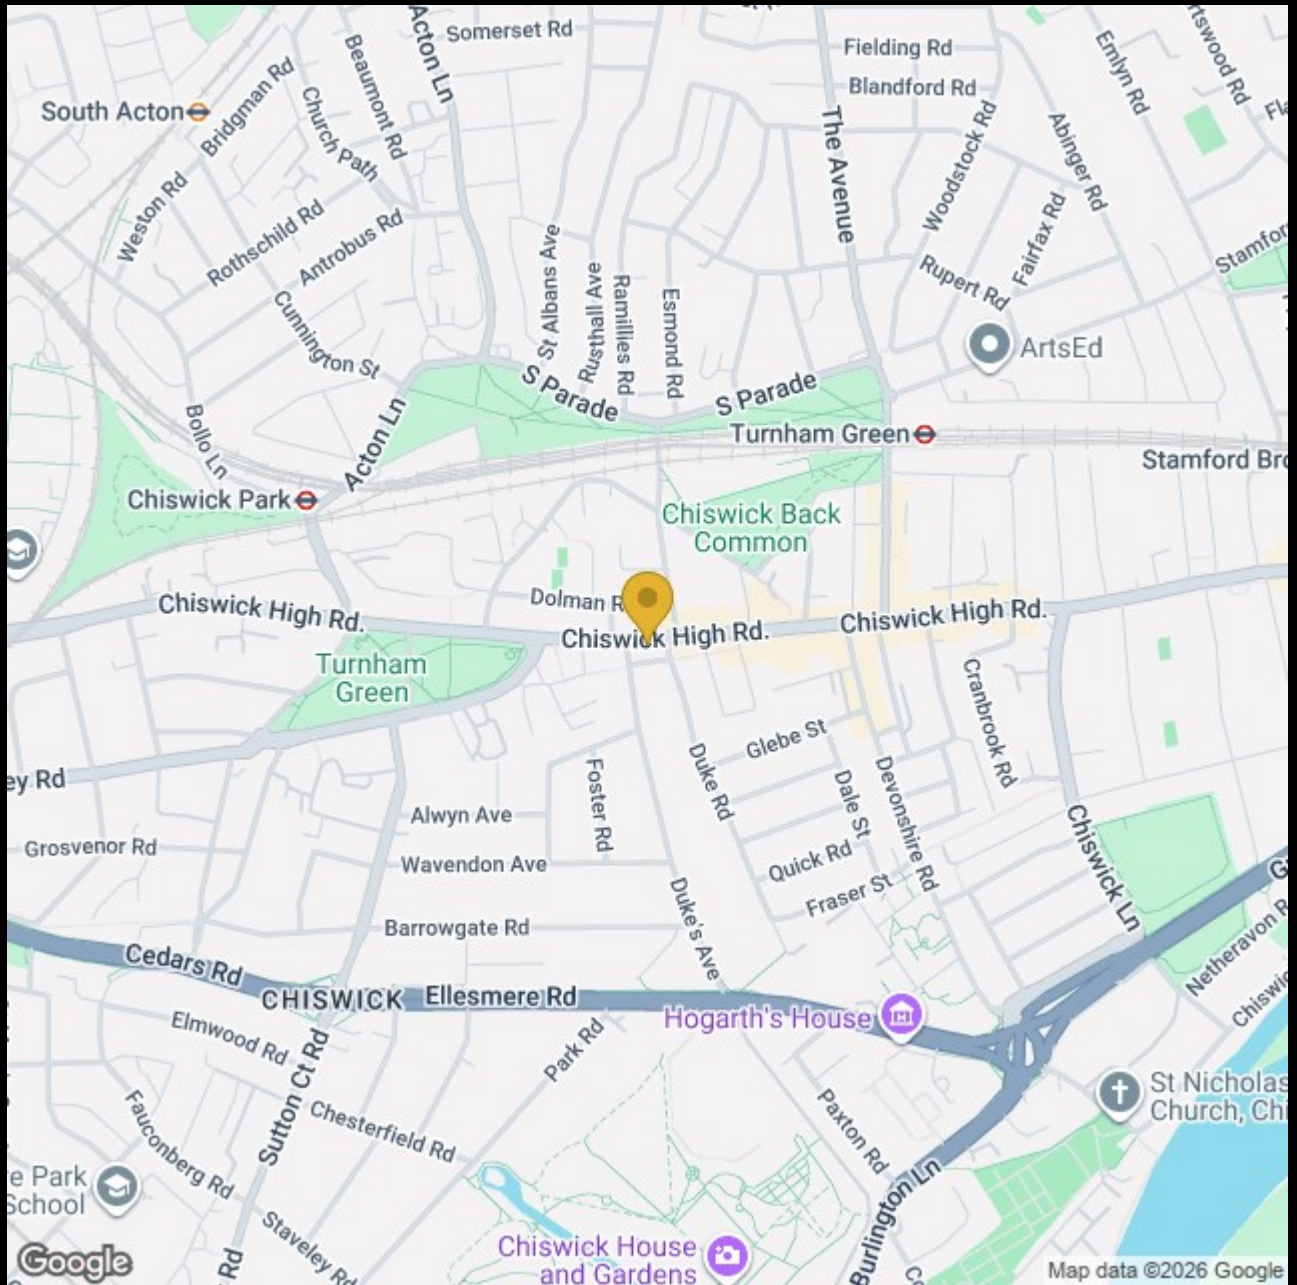 Somerset Rd
Acton Ln
Beaumont Rd
Fielding Rd
Blandford Rd
Emlyn Rd
South Acton
Bridgman Rd
Church Path
The Avenue
Woodstock Rd
Abinger Rd
Weston Rd
Rothschild Rd
Antrobus Rd
St Albans Ave
Rusthall Ave
Ramillies Rd
Esmond Rd
Fairfax Rd
Rupert Rd
Cunnington St
ArtsEd
S Parade
S Parade
Bollo Ln
Acton Ln
Turnham Green
Chiswick Park
Chiswick Back
Common
Dolman
Chiswick High Rd.
Chiswick High Rd.
Chiswick High Rd.
Turnham
Green
Cranbrook Rd
Glebe St
Duke Rd
Foster Rd
Dale St
Devonshire Rd
ey Rd
Alwyn Ave
Grosvenor Rd
Wavendon Ave
Quick Rd
Fraser St
Chiswick Ln
Duke's Ave
Barrowgate Rd
Cedars Rd
CHISWICK
Ellesmere Rd
Hogarth's House
Elmwood Rd
Sutton Ct Rd
Park Rd
Paxton Rd
St Nicholas
Church, Chi
Chesterfield Rd
Fauconberg Rd
e Park
School
Staveley Rd
Rd
Chiswick House
and Gardens
Burlington Ln
Google
Map data ©2026 Google